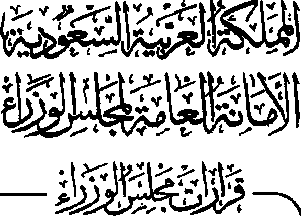 المملكة العربية السعودية
الأمانة العامة لمجلس الوزراء
قرارات مجلس الوزراء